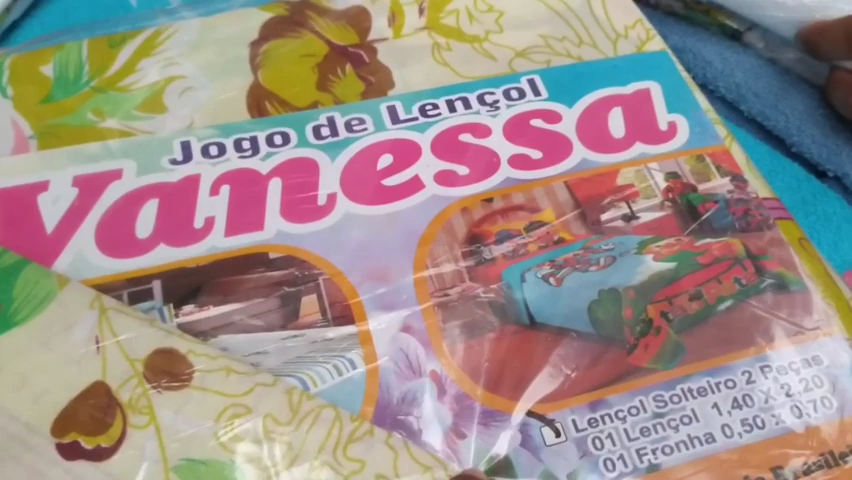 Jogo de Lençol
Vanessa
Lençol Solteiro 2 Peças
01 Lençol 1,40 X 2,20
01 Fronha 0,50 x 0,70